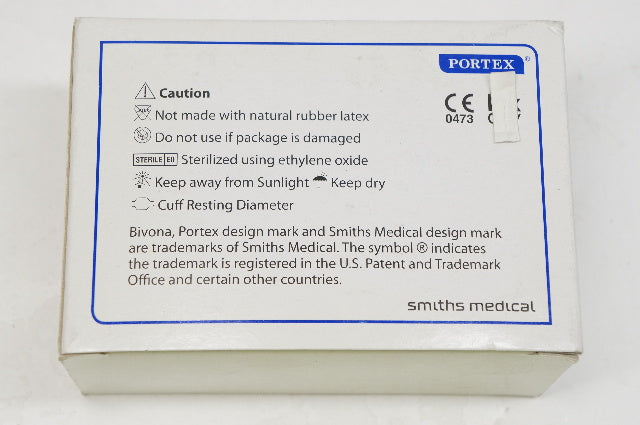 PORTEX ®
Caution
CE
0473
Not made with natural rubber latex
Do not use if package is damaged
STERILE EO Sterilized using ethylene oxide
Keep away from Sunlight Keep dry
Cuff Resting Diameter
Bivona, Portex design mark and Smiths Medical design mark
are trademarks of Smiths Medical. The symbol ® indicates
the trademark is registered in the U.S. Patent and Trademark
Office and certain other countries.
smiths medical